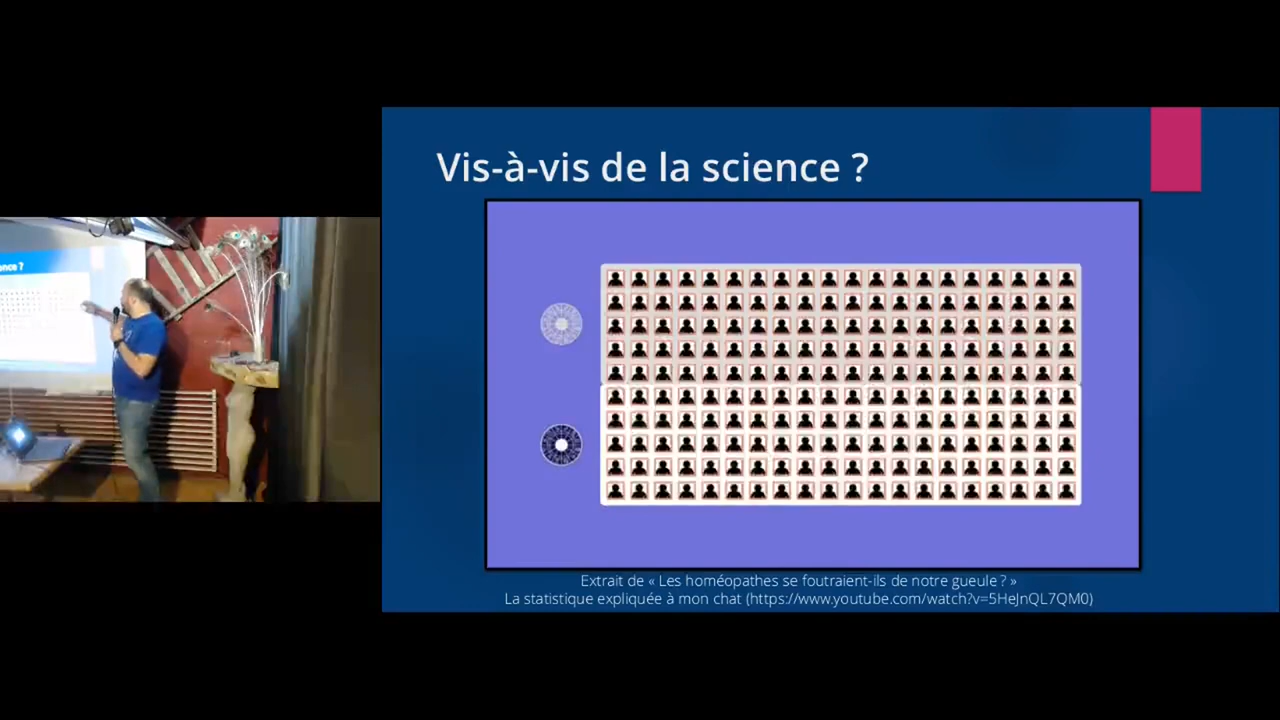 Vis-à-vis de la science ?
Extrait de « Les homéopathes se foutraient-ils de notre gueule ? »
La statistique expliquée à mon chat (https://www.youtube.com/watch?v=5HeJnQL7QM0)
ence ?